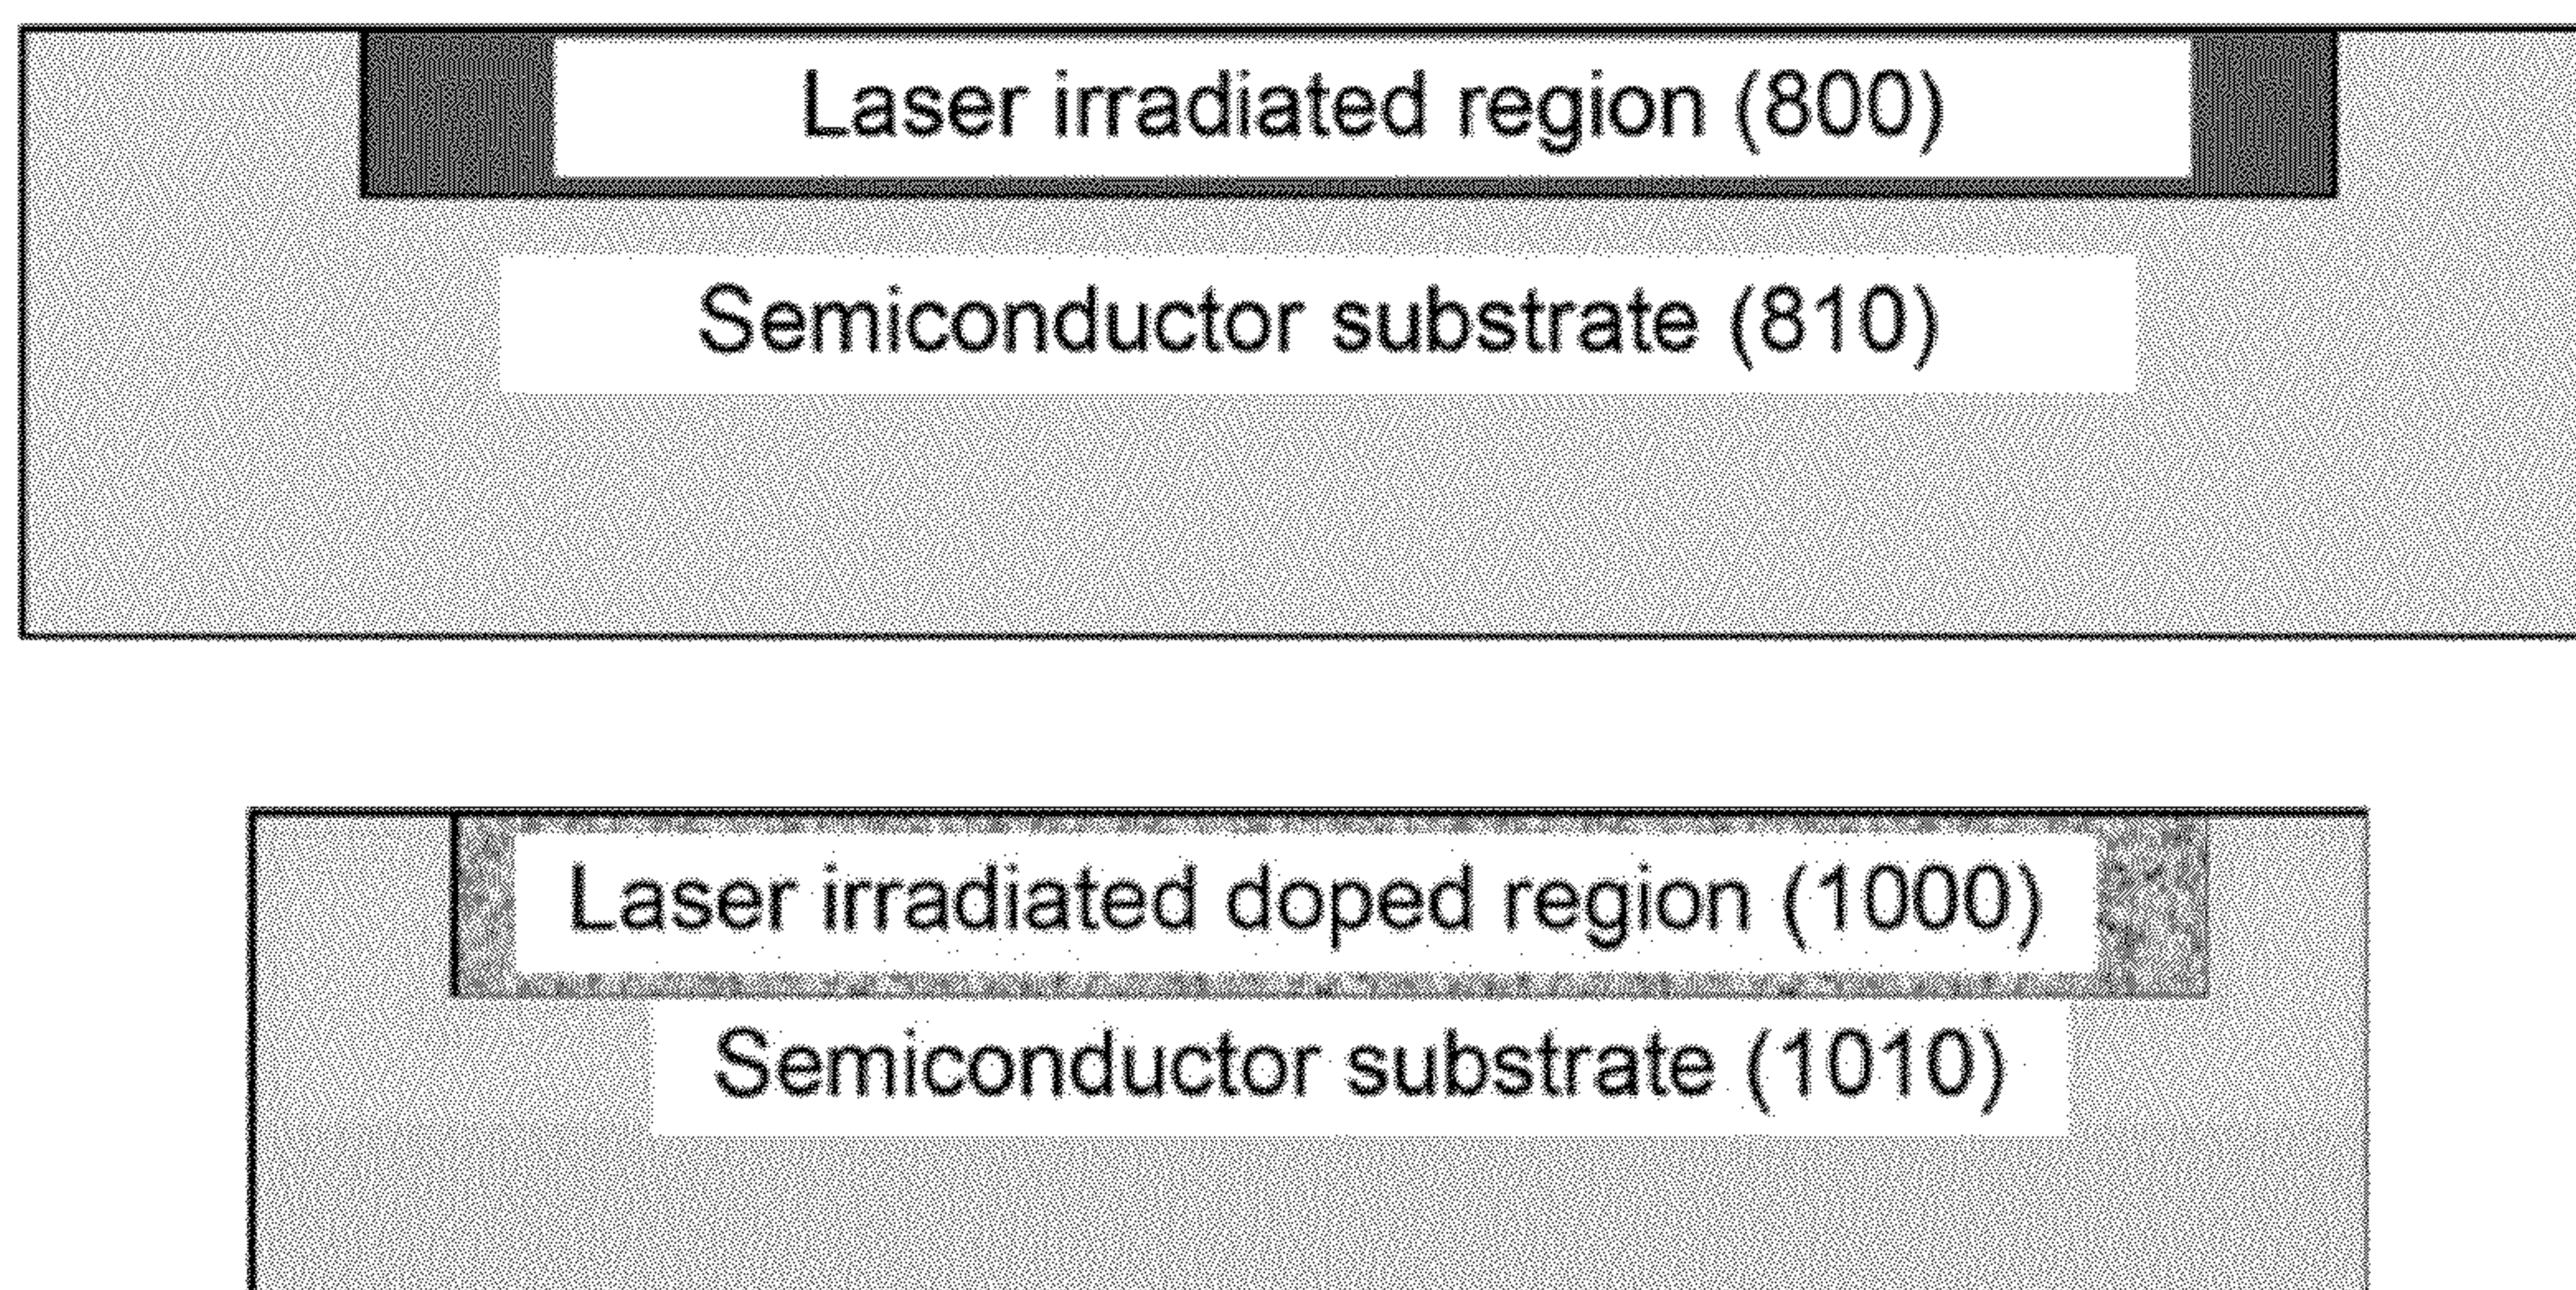 Laser irradiated region (800)
Semiconductor substrate (810)
Laser irradiated doped region (1000)
Semiconductor substrate (1010)